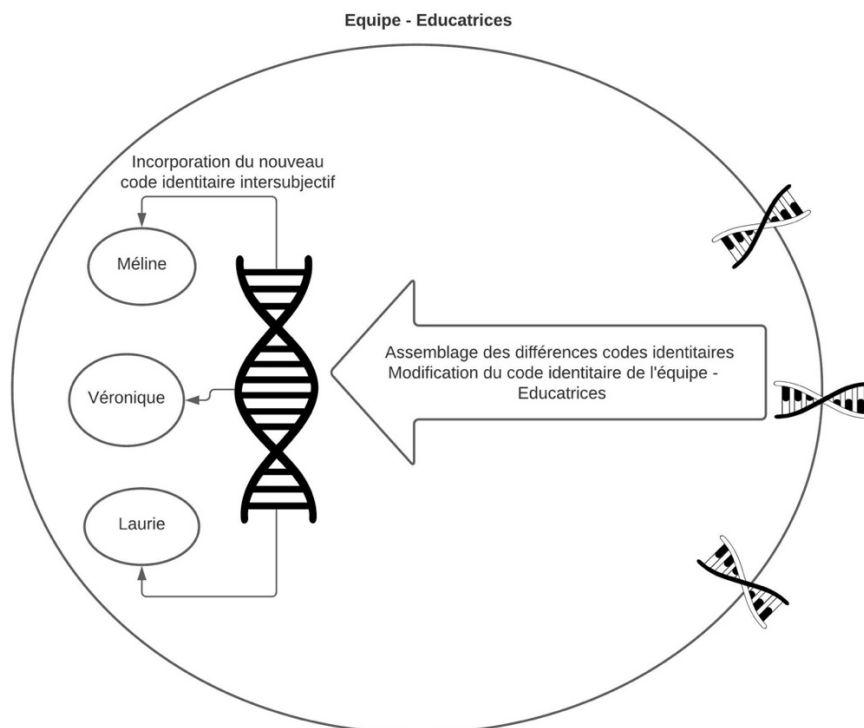 Equipe - Educatrices
Incorporation du nouveau
code identitaire intersubjectif
Méline
Véronique
Laurie
Assemblage des différences codes identitaires
Modification du code identitaire de l'équipe -
Educatrices